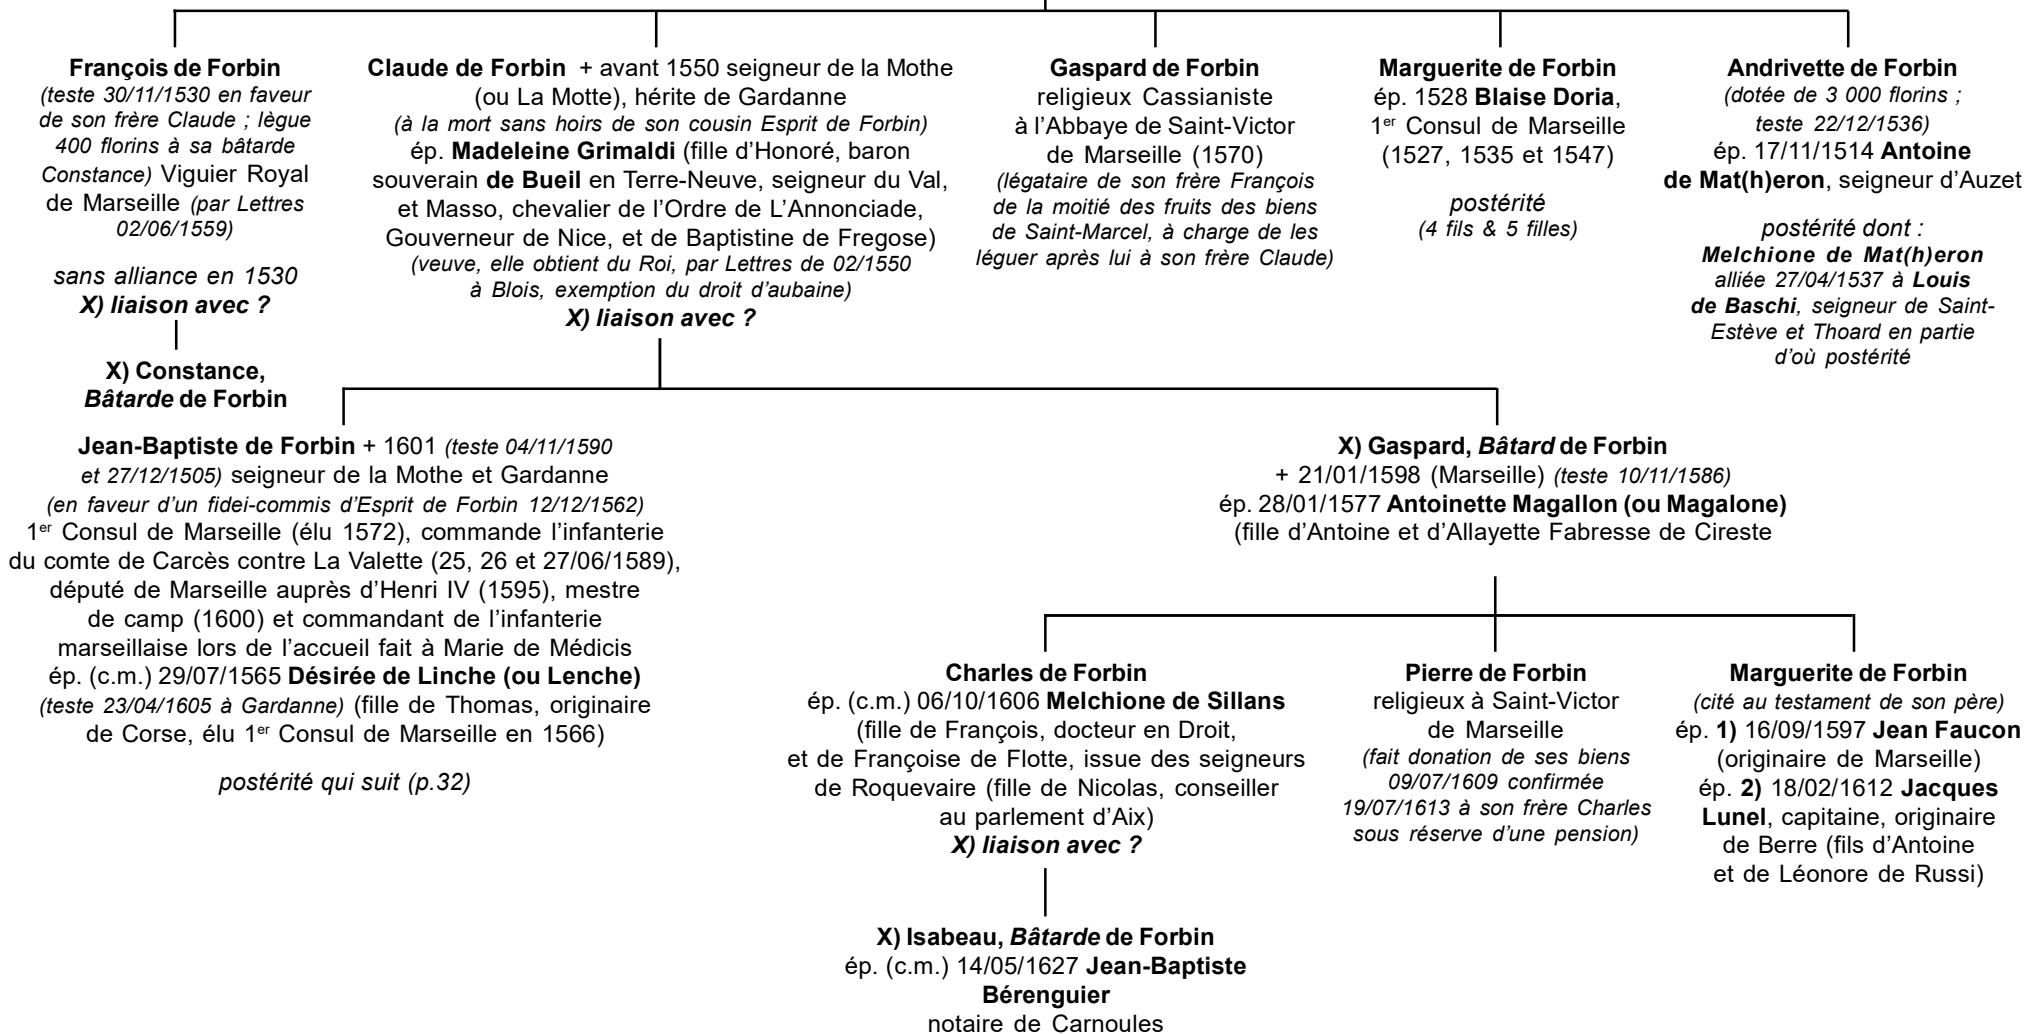 François de Forbin
(teste 30/11/1530 en faveur
de son frère Claude ; lègue
400 florins à sa bâtarde
Constance) Viguier Royal
de Marseille (par Lettres
02/06/1559)
sans alliance en 1530
X) liaison avec ?
X) Constance,
Bâtarde de Forbin
Claude de Forbin + avant 1550 seigneur de la Mothe
(ou La Motte), hérite de Gardanne
(à la mort sans hoirs de son cousin Esprit de Forbin)
ép. Madeleine Grimaldi (fille d’Honoré, baron
souverain de Bueil en Terre-Neuve, seigneur du Val,
et Masso, chevalier de l’Ordre de L’Annonciade,
Gouverneur de Nice, et de Baptistine de Fregose)
(veuve, elle obtient du Roi, par Lettres de 02/1550
à Blois, exemption du droit d’aubaine)
X) liaison avec ?
Gaspard de Forbin
religieux Cassianiste
à l’Abbaye de Saint-Victor
de Marseille (1570)
(légataire de son frère François
de la moitié des fruits des biens
de Saint-Marcel, à charge de les
léguer après lui à son frère Claude)
Marguerite de Forbin
ép. 1528 Blaise Doria,
1er Consul de Marseille
(1527, 1535 et 1547)
postérité
(4 fils & 5 filles)
Andrivette de Forbin
(dotée de 3 000 florins ;
teste 22/12/1536)
ép. 17/11/1514 Antoine
de Mat(h)eron, seigneur d’Auzet
postérité dont :
Melchione de Mat(h)eron
alliée 27/04/1537 à Louis
de Baschi, seigneur de Saint-
Estève et Thoard en partie
d’où postérité
Jean-Baptiste de Forbin + 1601 (teste 04/11/1590
et 27/12/1505) seigneur de la Mothe et Gardanne
(en faveur d’un fidei-commis d’Esprit de Forbin 12/12/1562)
1er Consul de Marseille (élu 1572), commande l’infanterie
du comte de Carcès contre La Valette (25, 26 et 27/06/1589),
député de Marseille auprès d’Henri IV (1595), mestre
de camp (1600) et commandant de l’infanterie
marseillaise lors de l’accueil fait à Marie de Médicis
ép. (c.m.) 29/07/1565 Désirée de Linche (ou Lenche)
(teste 23/04/1605 à Gardanne) (fille de Thomas, originaire
de Corse, élu 1er Consul de Marseille en 1566)
postérité qui suit (p.32)
X) Gaspard, Bâtard de Forbin
+ 21/01/1598 (Marseille) (teste 10/11/1586)
ép. 28/01/1577 Antoinette Magallon (ou Magalone)
(fille d’Antoine et d’Allayette Fabresse de Cireste
Charles de Forbin
ép. (c.m.) 06/10/1606 Melchione de Sillans
(fille de François, docteur en Droit,
et de Françoise de Flotte, issue des seigneurs
de Roquevaire (fille de Nicolas, conseiller
au parlement d’Aix)
X) liaison avec ?
Pierre de Forbin
religieux à Saint-Victor
de Marseille
(fait donation de ses biens
09/07/1609 confirmée
19/07/1613 à son frère Charles
sous réserve d’une pension)
Marguerite de Forbin
(cité au testament de son père)
ép. 1) 16/09/1597 Jean Faucon
(originaire de Marseille)
ép. 2) 18/02/1612 Jacques
Lunel, capitaine, originaire
de Berre (fils d’Antoine
et de Léonore de Russi)
X) Isabeau, Bâtarde de Forbin
ép. (c.m.) 14/05/1627 Jean-Baptiste
Bérenguier
notaire de Carnoules